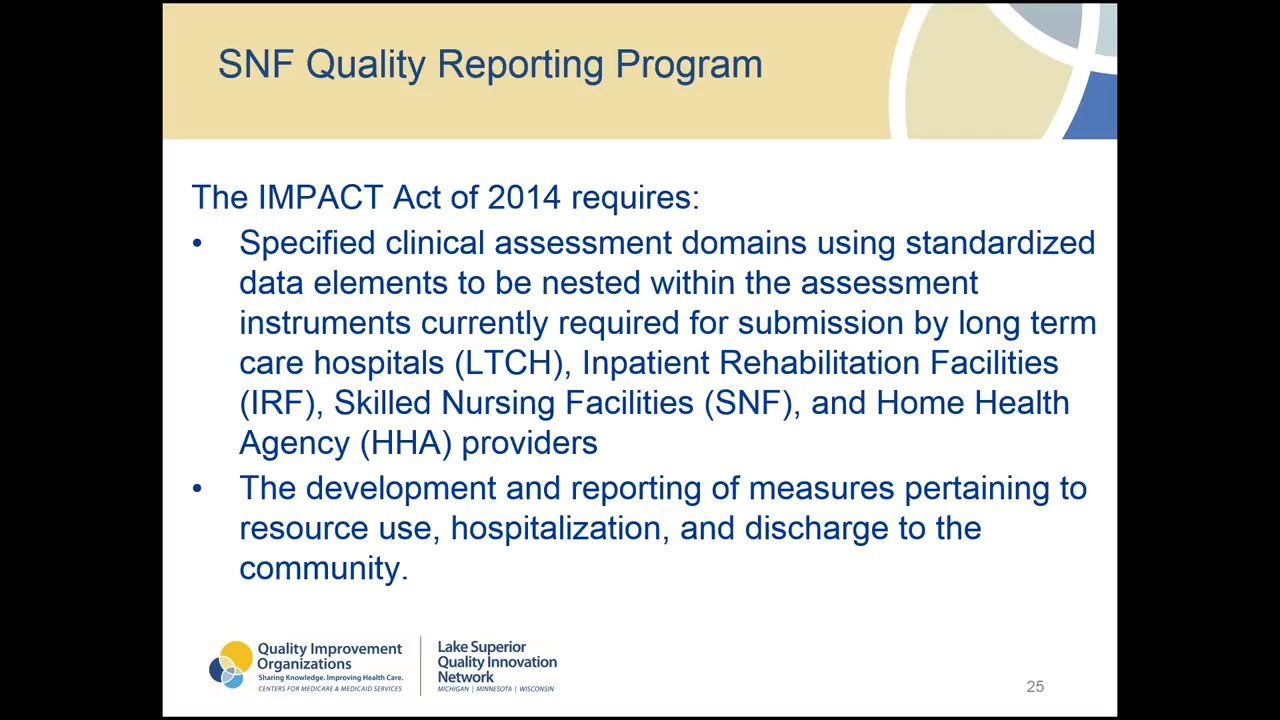 SNF Quality Reporting Program
The IMPACT Act of 2014 requires:
• Specified clinical assessment domains using standardized
data elements to be nested within the assessment
instruments currently required for submission by long term
care hospitals (LTCH), Inpatient Rehabilitation Facilities
(IRF), Skilled Nursing Facilities (SNF), and Home Health
Agency (HHA) providers
• The development and reporting of measures pertaining to
resource use, hospitalization, and discharge to the
community.
Quality Improvement
Organizations
Sharing Knowledge. Improving Health Care.
CENTERS FOR MEDICARE & MEDICAID SERVICES
Lake Superior
Quality Innovation
Network
MICHIGAN | MINNESOTA | WISCONSIN
25